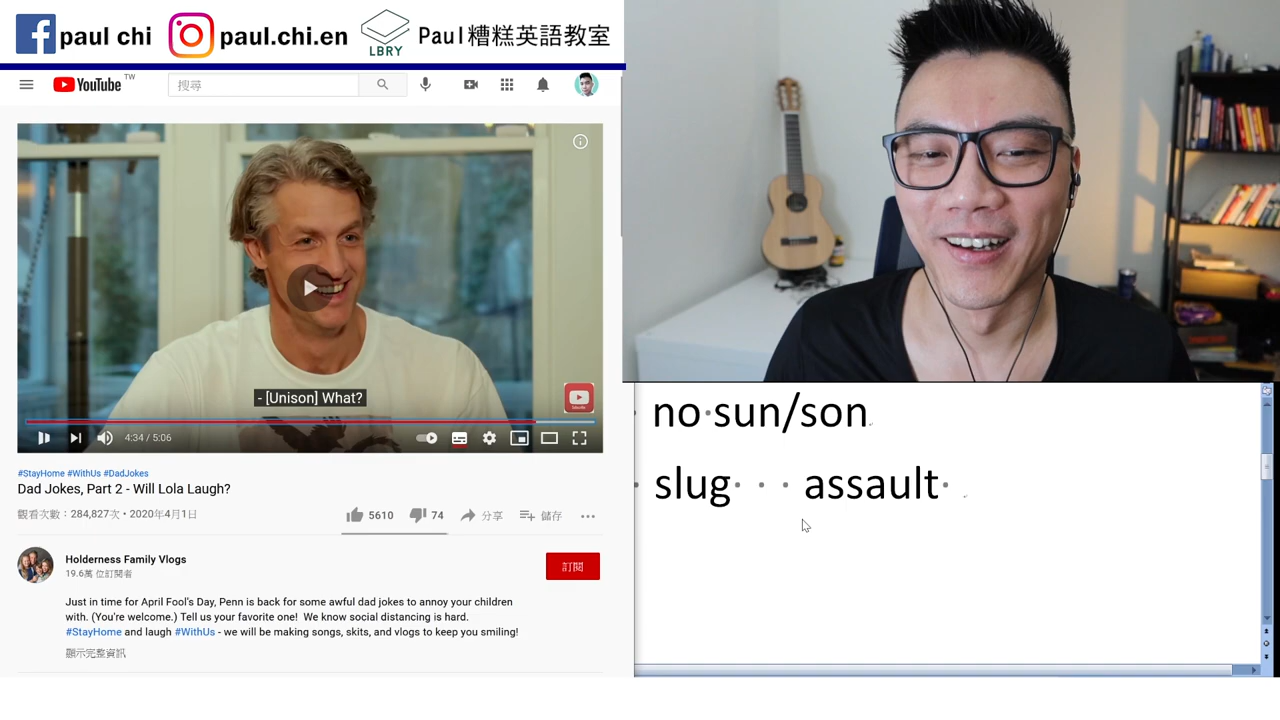 paul chi
paul.chi.en
LBRY
Paul糟糕英語教室
YouTube TW
搜尋
- [Unison] What?
4:34 / 5:06
#StayHome #WithUs #DadJokes
Dad Jokes, Part 2 - Will Lola Laugh?
觀看次數：284,827次 • 2020年4月1日
5610
74
分享
儲存
Holderness Family Vlogs
19.6萬 位訂閱者
訂閱
Just in time for April Fool's Day, Penn is back for some awful dad jokes to annoy your children
with. (You're welcome.) Tell us your favorite one! We know social distancing is hard.
#StayHome and laugh #WithUs - we will be making songs, skits, and vlogs to keep you smiling!
顯示完整資訊
no sun/son
slug assault